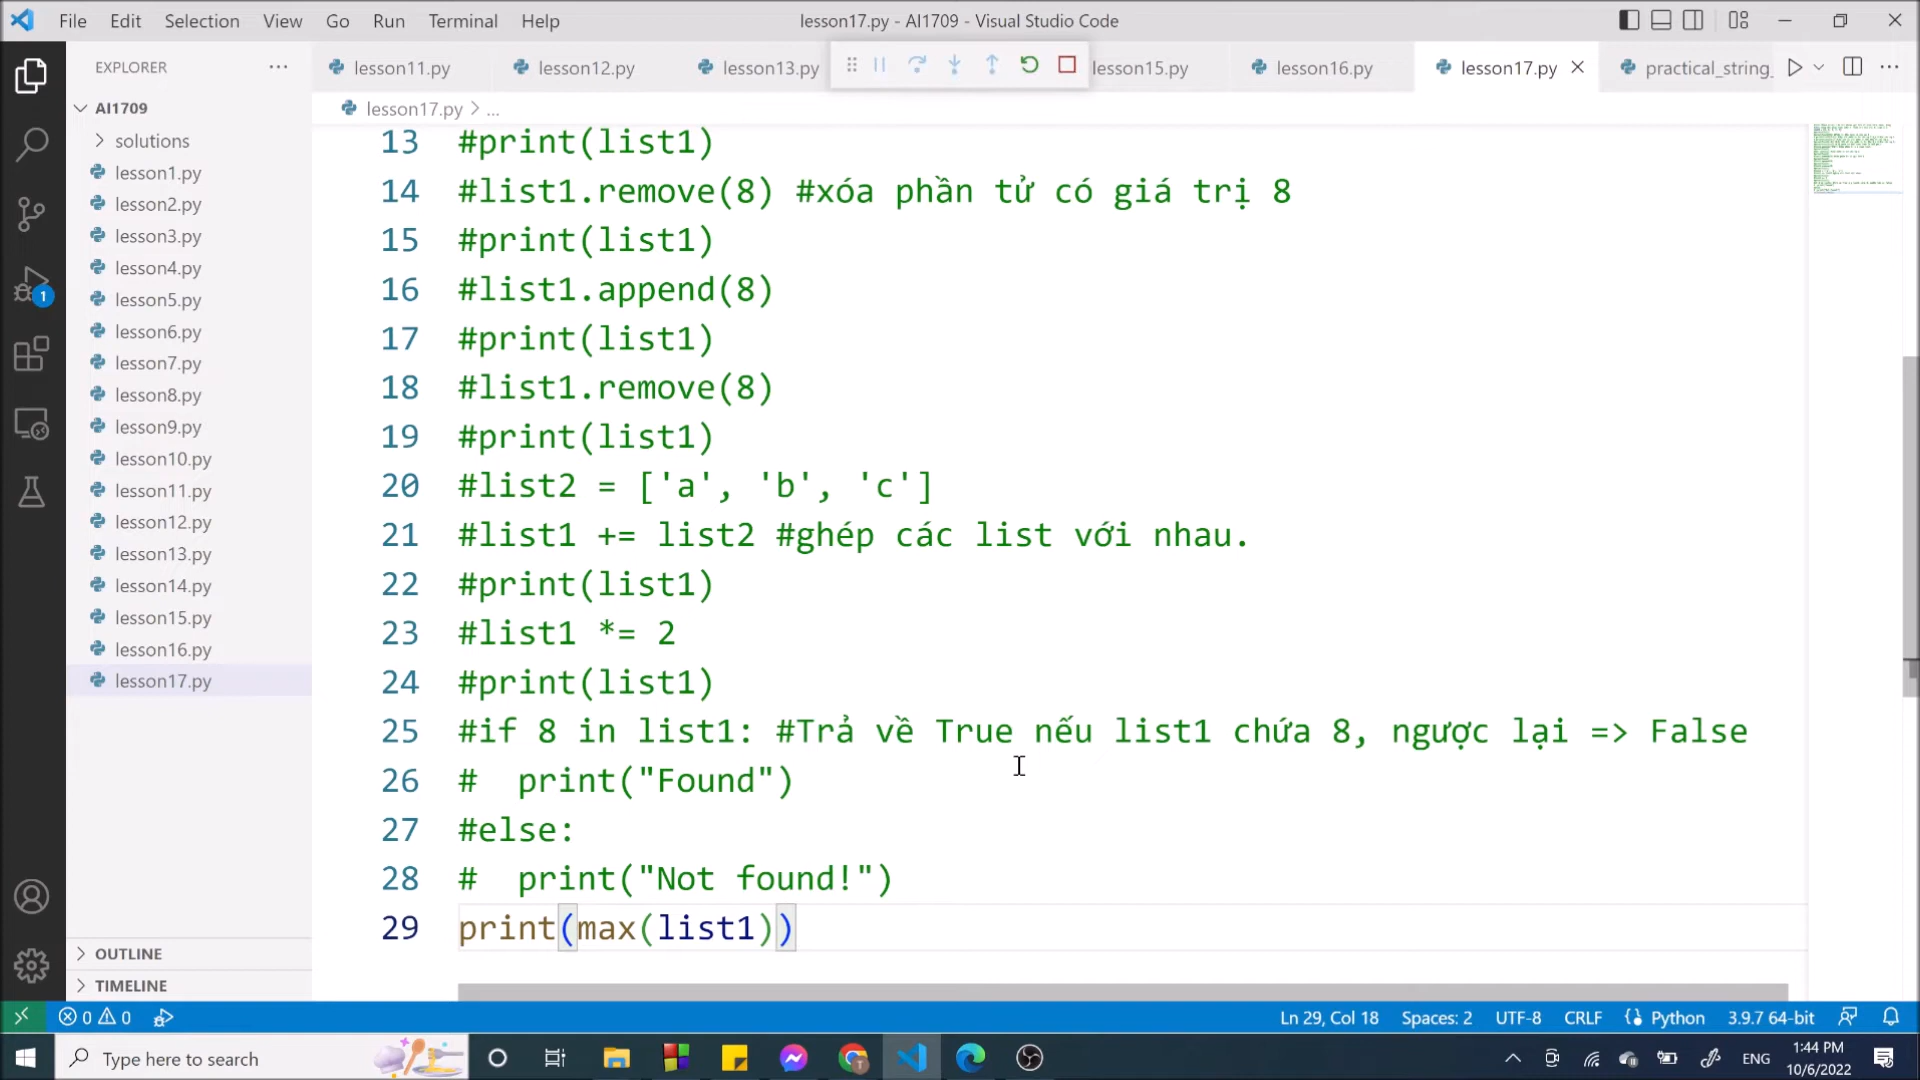 File Edit Selection View Go Run Terminal Help
lesson17.py - AI1709 - Visual Studio Code
EXPLORER
lesson11.py lesson12.py lesson13.py lesson15.py lesson16.py lesson17.py practical_string_
AI1709
lesson17.py > ...
solutions
lesson1.py
lesson2.py
lesson3.py
lesson4.py
lesson5.py
lesson6.py
lesson7.py
lesson8.py
lesson9.py
lesson10.py
lesson11.py
lesson12.py
lesson13.py
lesson14.py
lesson15.py
lesson16.py
lesson17.py
OUTLINE
TIMELINE
1
13 #print(list1)
14 #list1.remove(8) #xóa phần tử có giá trị 8
15 #print(list1)
16 #list1.append(8)
17 #print(list1)
18 #list1.remove(8)
19 #print(list1)
20 #list2 = ['a', 'b', 'c']
21 #list1 += list2 #ghép các list với nhau.
22 #print(list1)
23 #list1 *= 2
24 #print(list1)
25 #if 8 in list1: #Trả về True nếu list1 chứa 8, ngược lại => False
26 #  print("Found")
27 #else:
28 #  print("Not found!")
29 print(max(list1))
0 0
Ln 29, Col 18 Spaces: 2 UTF-8 CRLF Python 3.9.7 64-bit
Type here to search
ENG
1:44 PM
10/6/2022